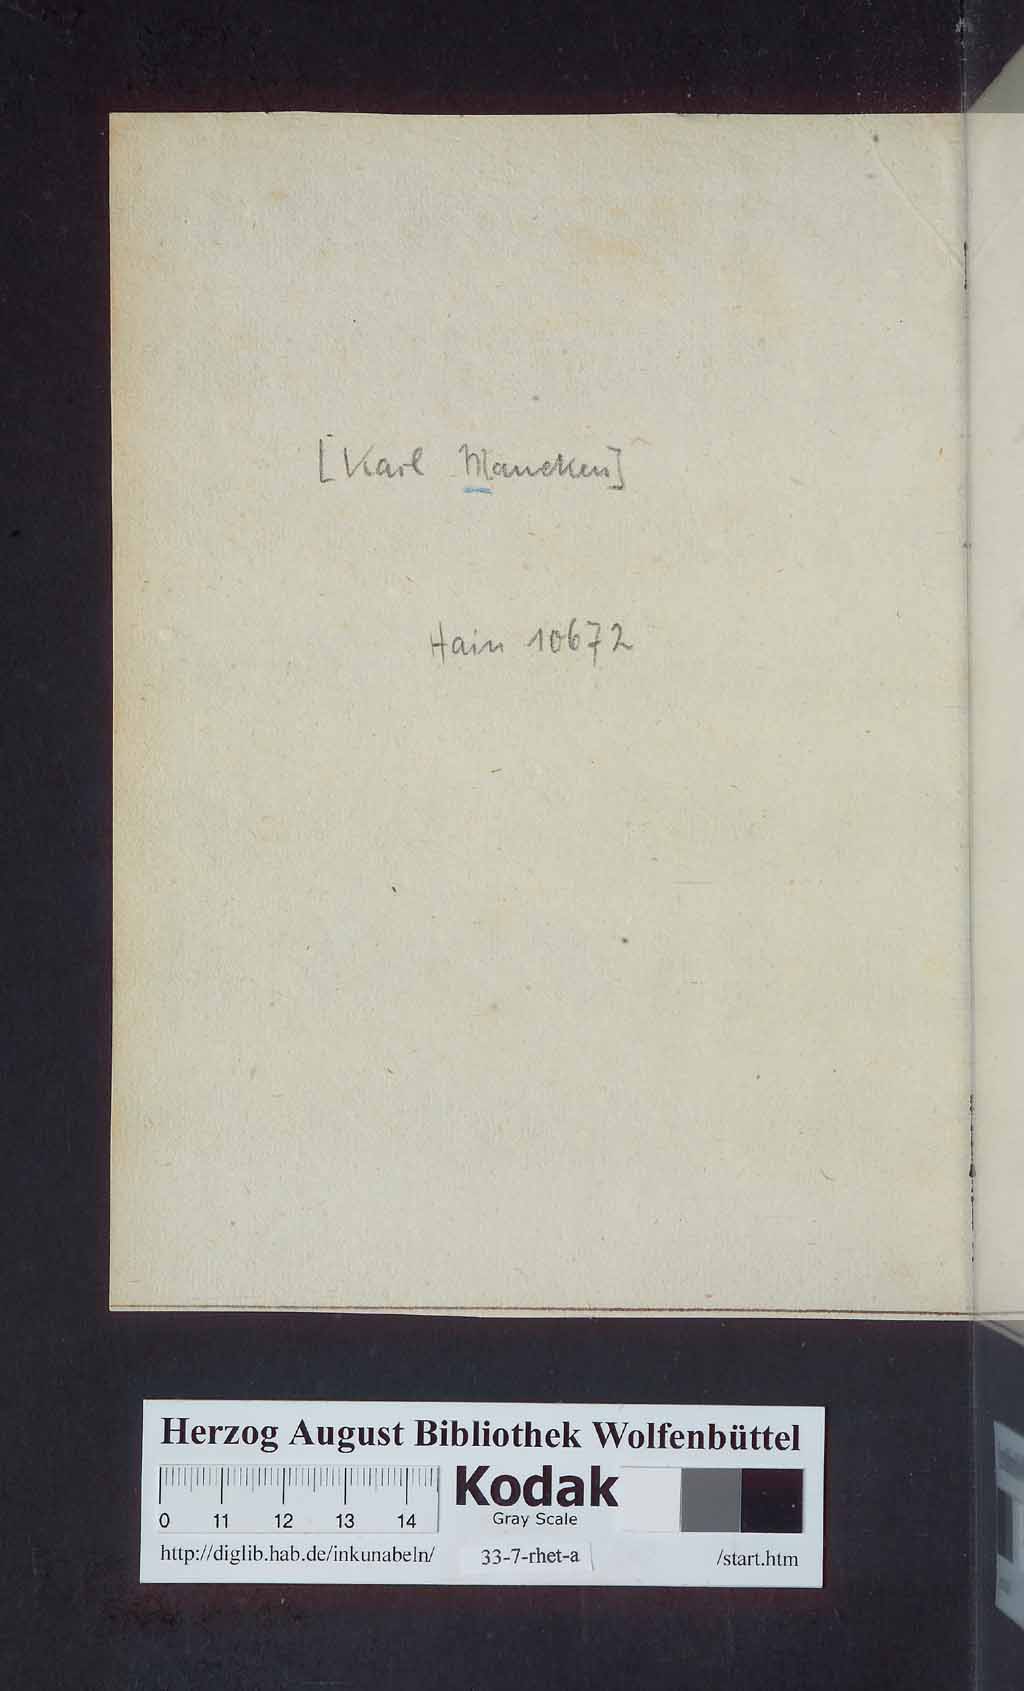 [Karl Maneken]
Hain 10672
Herzog August Bibliothek Wolfenbüttel
Kodak
Gray Scale
0 11 12 13 14
http://diglib.hab.de/inkunabeln/ 33-7-rhet-a /start.htm